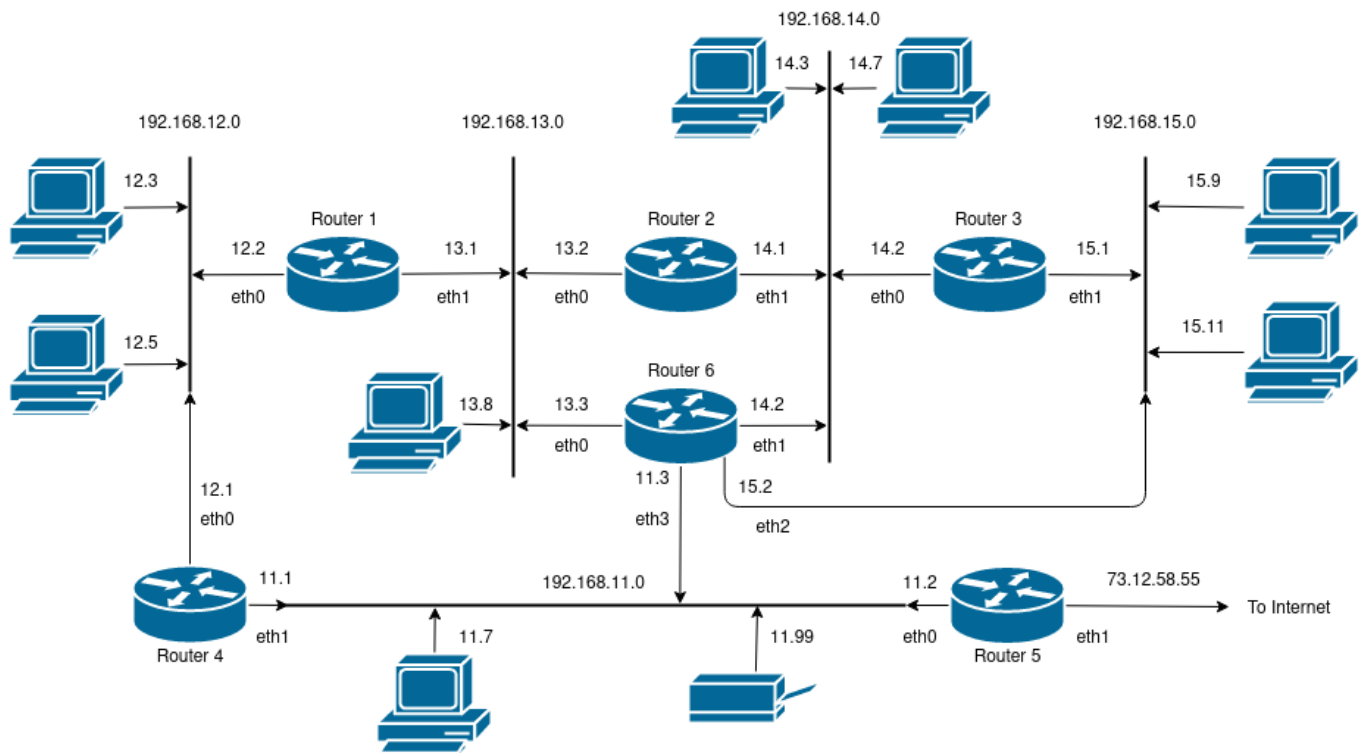 192.168.14.0
14.3
14.7
192.168.12.0
192.168.13.0
192.168.15.0
12.3
15.9
Router 1
Router 2
Router 3
12.2
13.1
13.2
14.1
14.2
15.1
eth0
eth1
eth0
eth1
eth0
eth1
12.5
15.11
Router 6
13.8
13.3
14.2
eth0
eth1
11.3
15.2
12.1
eth0
eth3
eth2
11.1
192.168.11.0
11.2
73.12.58.55
To Internet
eth1
11.7
11.99
eth0
eth1
Router 4
Router 5